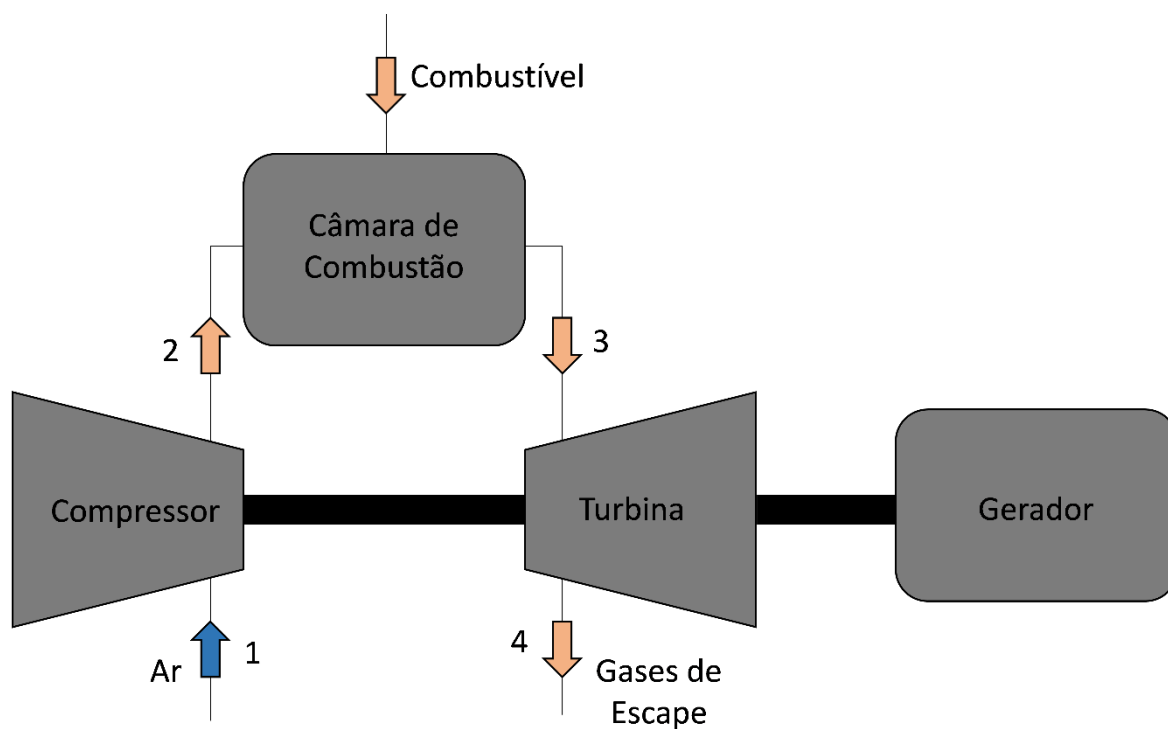 Combustível
Câmara de
Combustão
2
3
Compressor
Turbina
Gerador
1
Ar
4
Gases de
Escape